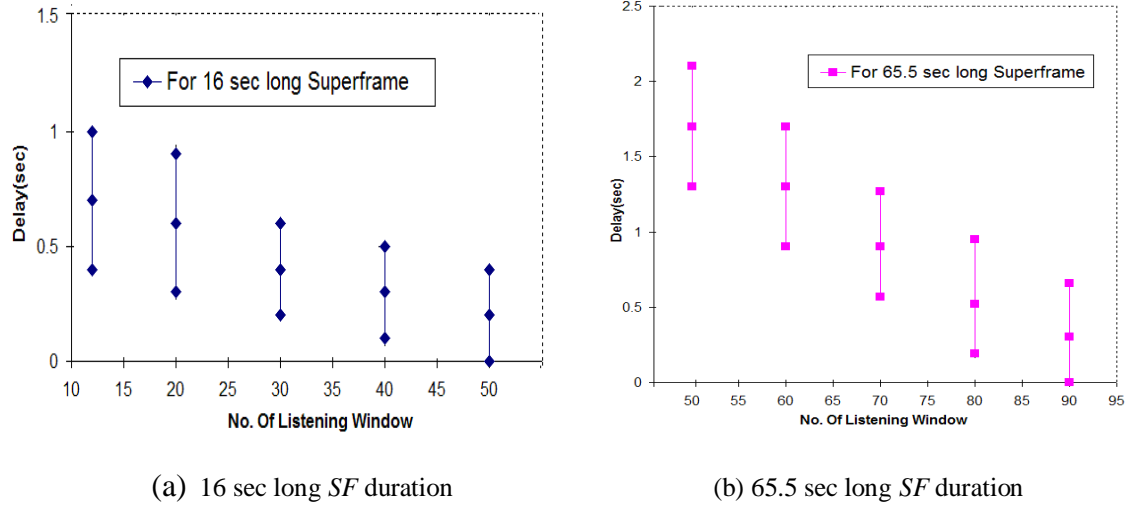 1.5
1
0.5
0
Delay(sec)
For 16 sec long Superframe
10 15 20 25 30 35 40 45 50
No. Of Listening Window
(a) 16 sec long SF duration
2.5
2
1.5
1
0.5
0
Delay(sec)
For 65.5 sec long Superframe
50 55 60 65 70 75 80 85 90 95
No. Of Listening Window
(b) 65.5 sec long SF duration